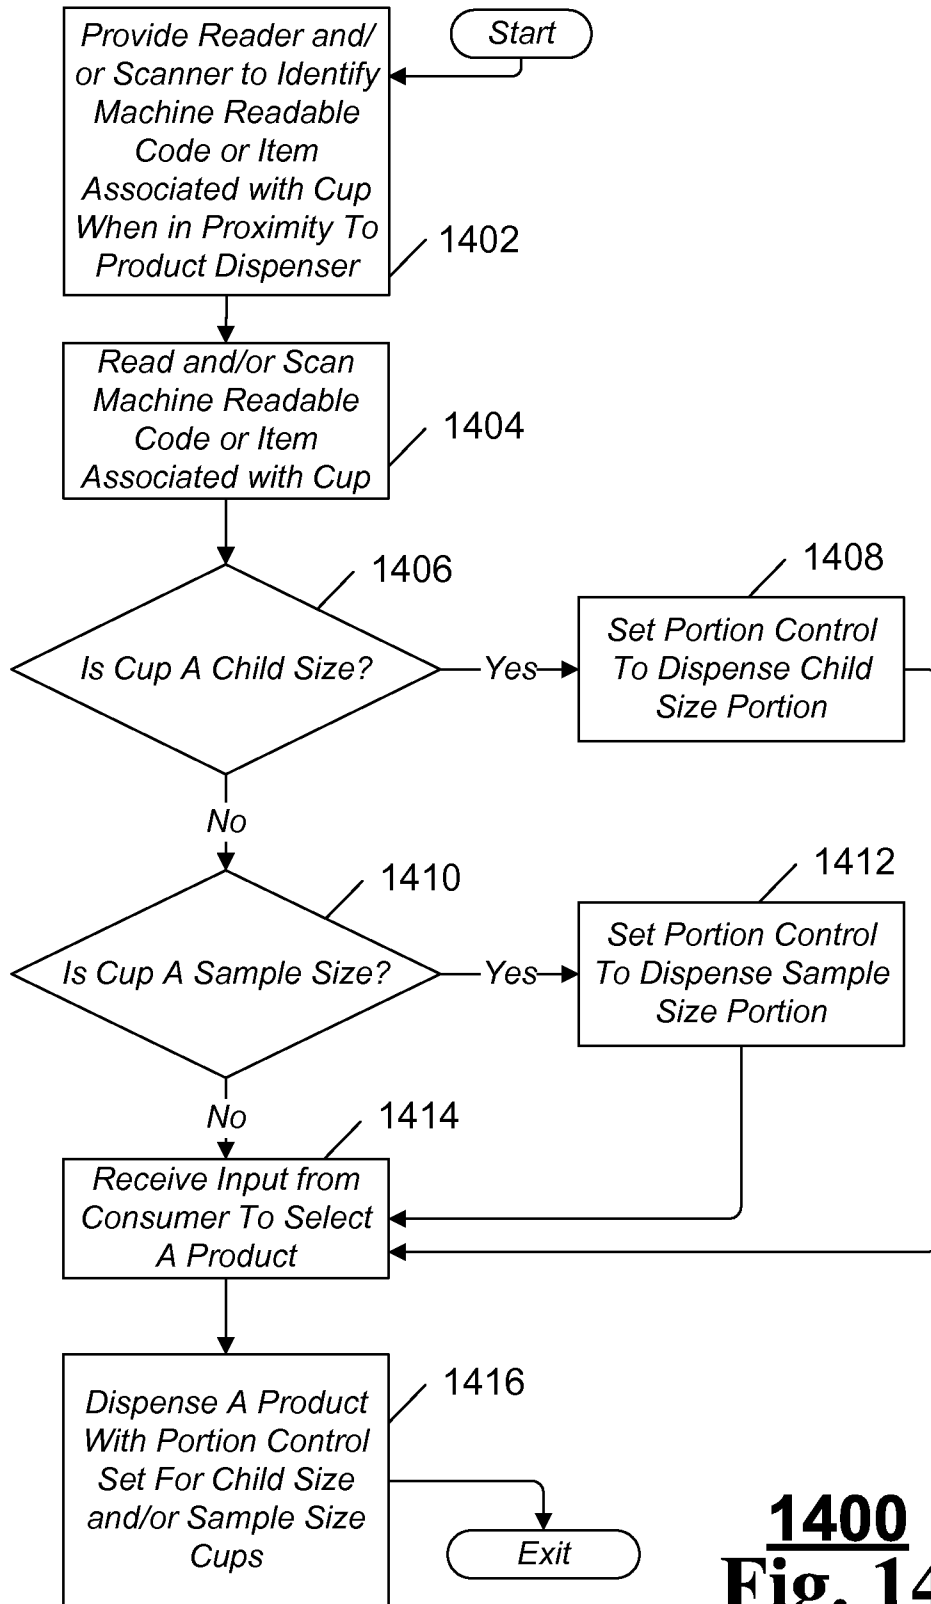 Start
Provide Reader and/
or Scanner to Identify
Machine Readable
Code or Item
Associated with Cup
When in Proximity To
Product Dispenser
1402
Read and/or Scan
Machine Readable
Code or Item
Associated with Cup
1404
1406
Is Cup A Child Size?
Yes
1408
Set Portion Control
To Dispense Child
Size Portion
No
1410
Is Cup A Sample Size?
Yes
1412
Set Portion Control
To Dispense Sample
Size Portion
No
1414
Receive Input from
Consumer To Select
A Product
1416
Dispense A Product
With Portion Control
Set For Child Size
and/or Sample Size
Cups
Exit
1400
Fig. 14